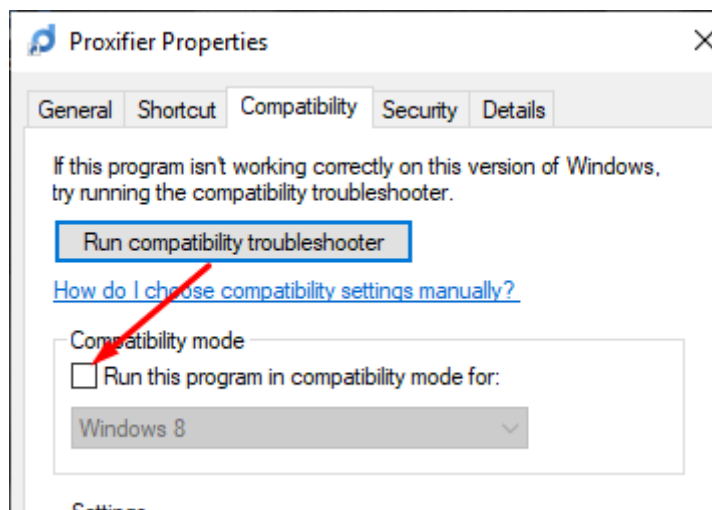 Proxifier Properties
General Shortcut Compatibility Security Details
If this program isn't working correctly on this version of Windows,
try running the compatibility troubleshooter.
Run compatibility troubleshooter
How do I choose compatibility settings manually?
Compatibility mode
Run this program in compatibility mode for:
Windows 8
Settings